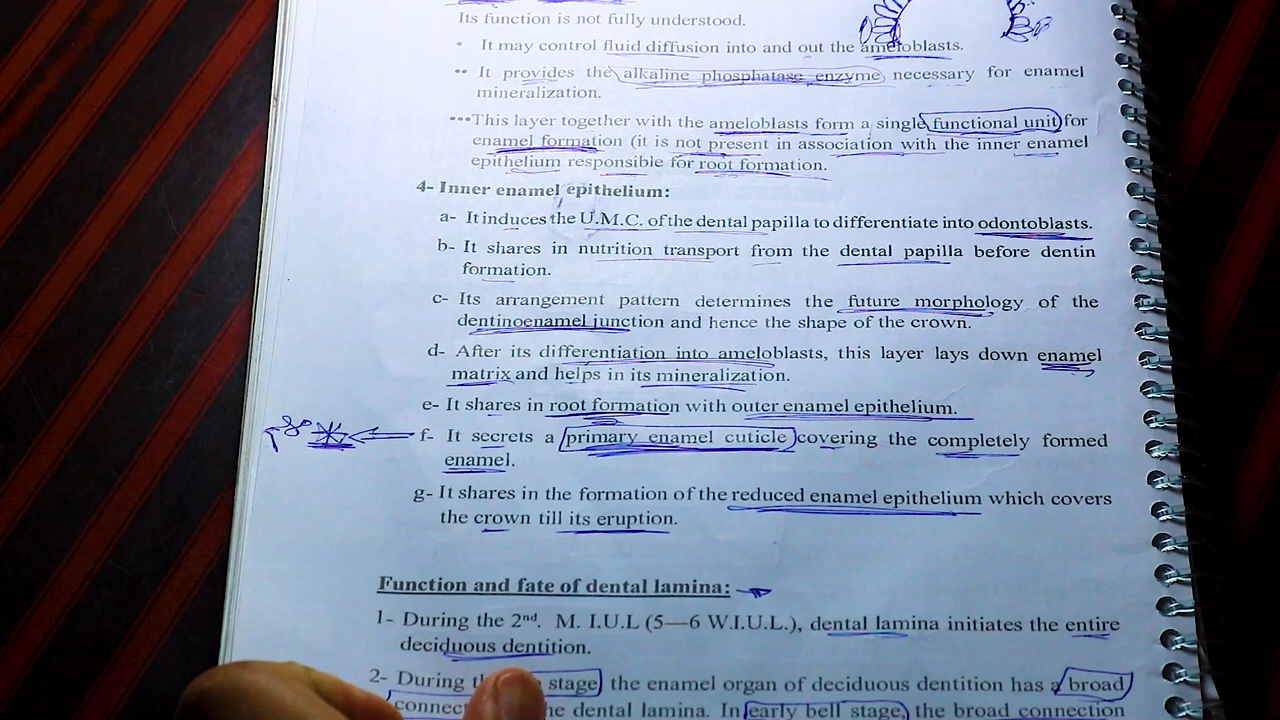 Its function is not fully understood.
• It may control fluid diffusion into and out the ameloblasts.
•• It provides the alkaline phosphatase enzyme necessary for enamel
mineralization.
•••This layer together with the ameloblasts form a single functional unit for
enamel formation (it is not present in association with the inner enamel
epithelium responsible for root formation.
4- Inner enamel epithelium:
a- It induces the U.M.C. of the dental papilla to differentiate into odontoblasts.
b- It shares in nutrition transport from the dental papilla before dentin
formation.
c- Its arrangement pattern determines the future morphology of the
dentinoenamel junction and hence the shape of the crown.
d- After its differentiation into ameloblasts, this layer lays down enamel
matrix and helps in its mineralization.
e- It shares in root formation with outer enamel epithelium.
f- It secrets a primary enamel cuticle covering the completely formed
enamel.
g- It shares in the formation of the reduced enamel epithelium which covers
the crown till its eruption.
Function and fate of dental lamina:
1- During the 2nd. M. I.U.L (5—6 W.I.U.L.), dental lamina initiates the entire
deciduous dentition.
2- During stage the enamel organ of deciduous dentition has a broad
the dental lamina. In early bell stage, the broad connection